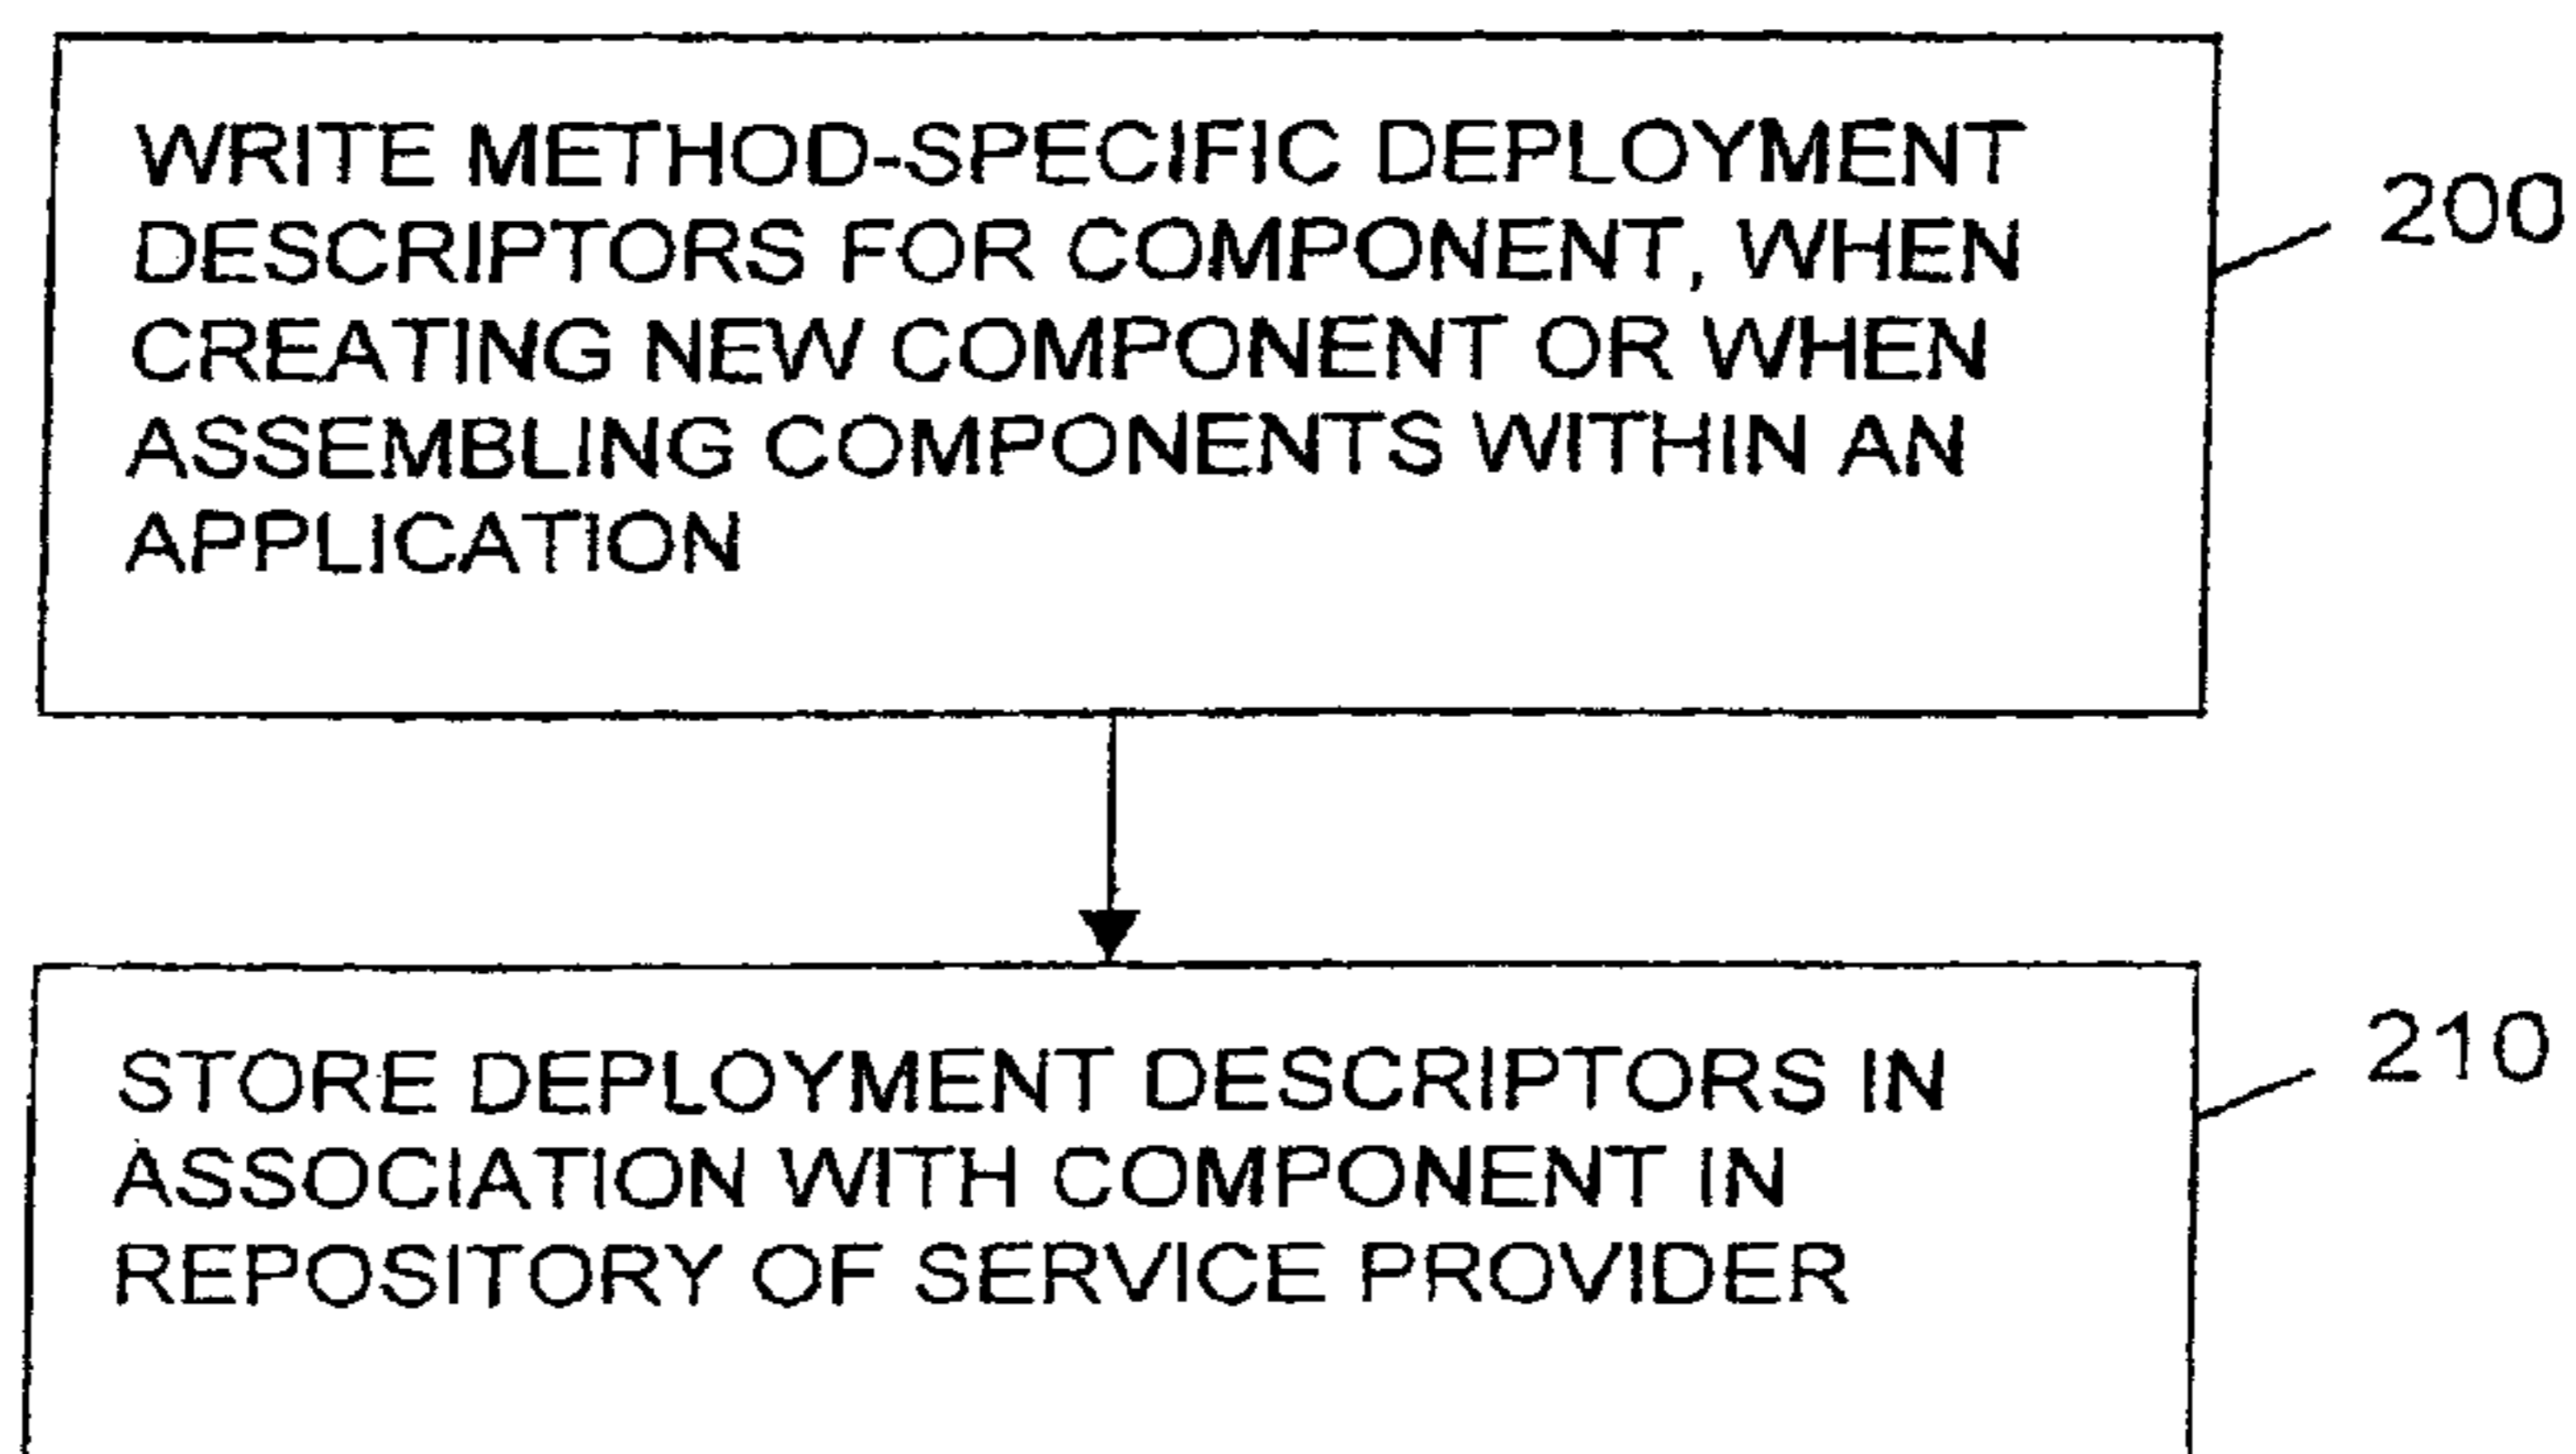 WRITE METHOD-SPECIFIC DEPLOYMENT
DESCRIPTORS FOR COMPONENT, WHEN
CREATING NEW COMPONENT OR WHEN
ASSEMBLING COMPONENTS WITHIN AN
APPLICATION
200
STORE DEPLOYMENT DESCRIPTORS IN
ASSOCIATION WITH COMPONENT IN
REPOSITORY OF SERVICE PROVIDER
210